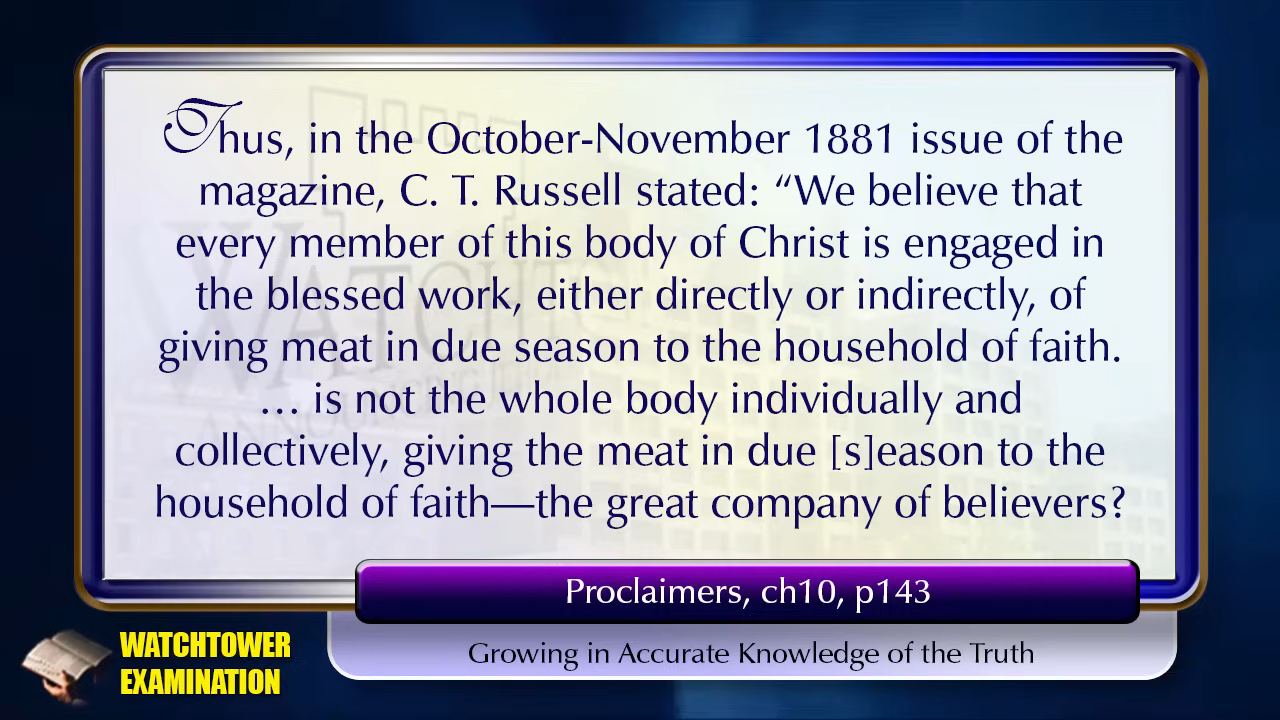 Thus, in the October-November 1881 issue of the
magazine, C. T. Russell stated: “We believe that
every member of this body of Christ is engaged in
the blessed work, either directly or indirectly, of
giving meat in due season to the household of faith.
… is not the whole body individually and
collectively, giving the meat in due [s]eason to the
household of faith—the great company of believers?
Proclaimers, ch10, p143
Growing in Accurate Knowledge of the Truth
WATCHTOWER
EXAMINATION